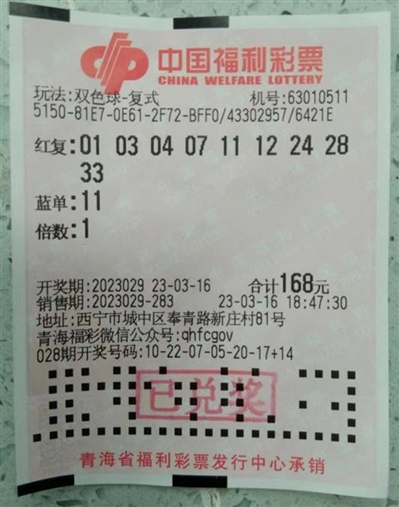 中国福利彩票
CHINA WELFARE LOTTERY
玩法:双色球-复式 机号:63010511
5150-81E7-0E61-2F72-BFF0/43302957/6421E
红复:01 03 04 07 11 12 24 28
33
蓝单:11
倍数:1
开奖期:2023029 23-03-16 合计168元
销售期:2023029-283 23-03-16 18:47:30
地址:西宁市城中区奉青路新庄村81号
青海福彩微信公众号:qhfcgov
028期开奖号码:10-22-07-05-20-17+14
已兑奖
青海省福利彩票发行中心承销